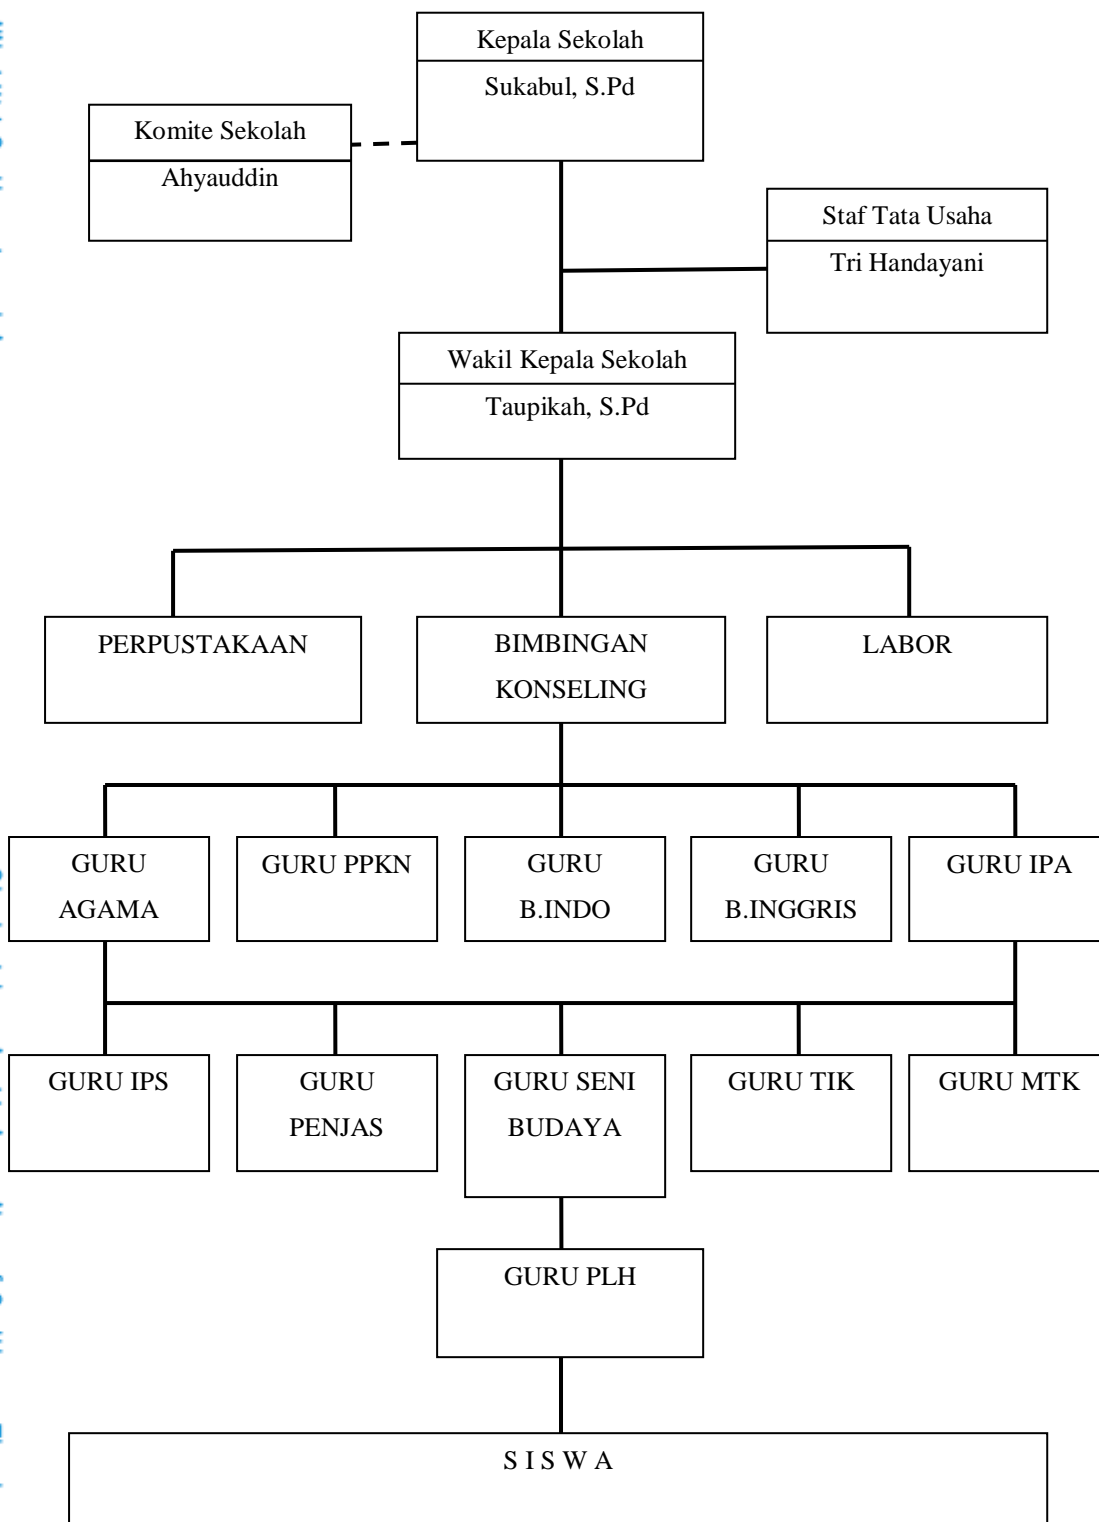 Kepala Sekolah
Sukabul, S.Pd
Komite Sekolah
Ahyauddin
Staf Tata Usaha
Tri Handayani
Wakil Kepala Sekolah
Taupikah, S.Pd
PERPUSTAKAAN
BIMBINGAN
KONSELING
LABOR
GURU
AGAMA
GURU PPKN
GURU
B.INDO
GURU
B.INGGRIS
GURU IPA
GURU IPS
GURU
PENJAS
GURU SENI
BUDAYA
GURU TIK
GURU MTK
GURU PLH
S I S W A